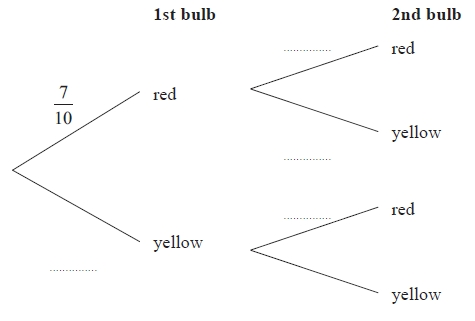 1st bulb 2nd bulb
red
7
10
red
yellow
red
yellow
yellow